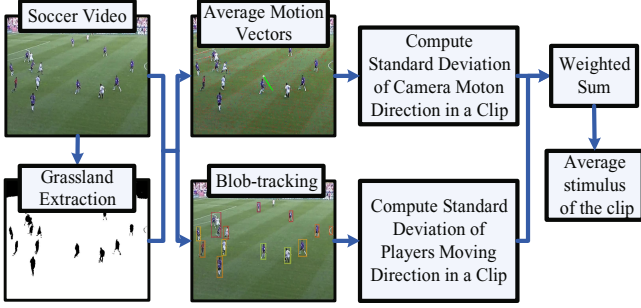 Soccer Video
Average Motion
Vectors
Compute
Standard Deviation
of Camera Moton
Direction in a Clip
Weighted
Sum
Grassland
Extraction
Blob-tracking
Compute Standard
Deviation of
Players Moving
Direction in a Clip
Average
stimulus
of the clip